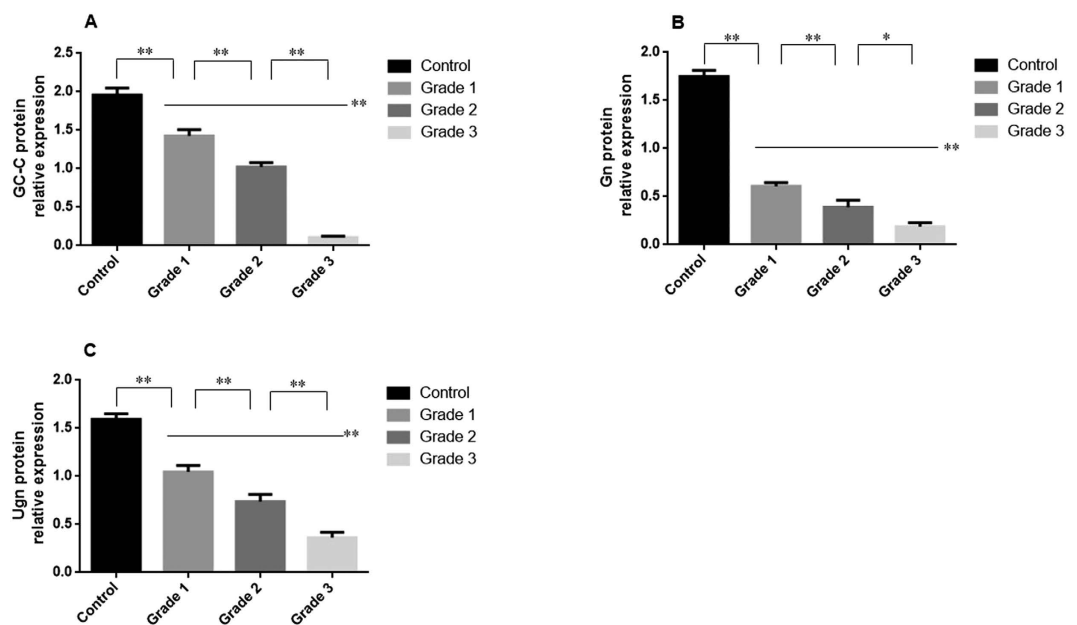 A
GC-C protein
relative expression
2.5
2.0
1.5
1.0
0.5
0.0
** ** **
**
Control
Grade 1
Grade 2
Grade 3
Control
Grade 1
Grade 2
Grade 3
B
Gn protein
relative expression
2.0
1.5
1.0
0.5
0.0
** ** *
**
Control
Grade 1
Grade 2
Grade 3
Control
Grade 1
Grade 2
Grade 3
C
Ugn protein
relative expression
2.0
1.5
1.0
0.5
0.0
** ** **
**
Control
Grade 1
Grade 2
Grade 3
Control
Grade 1
Grade 2
Grade 3